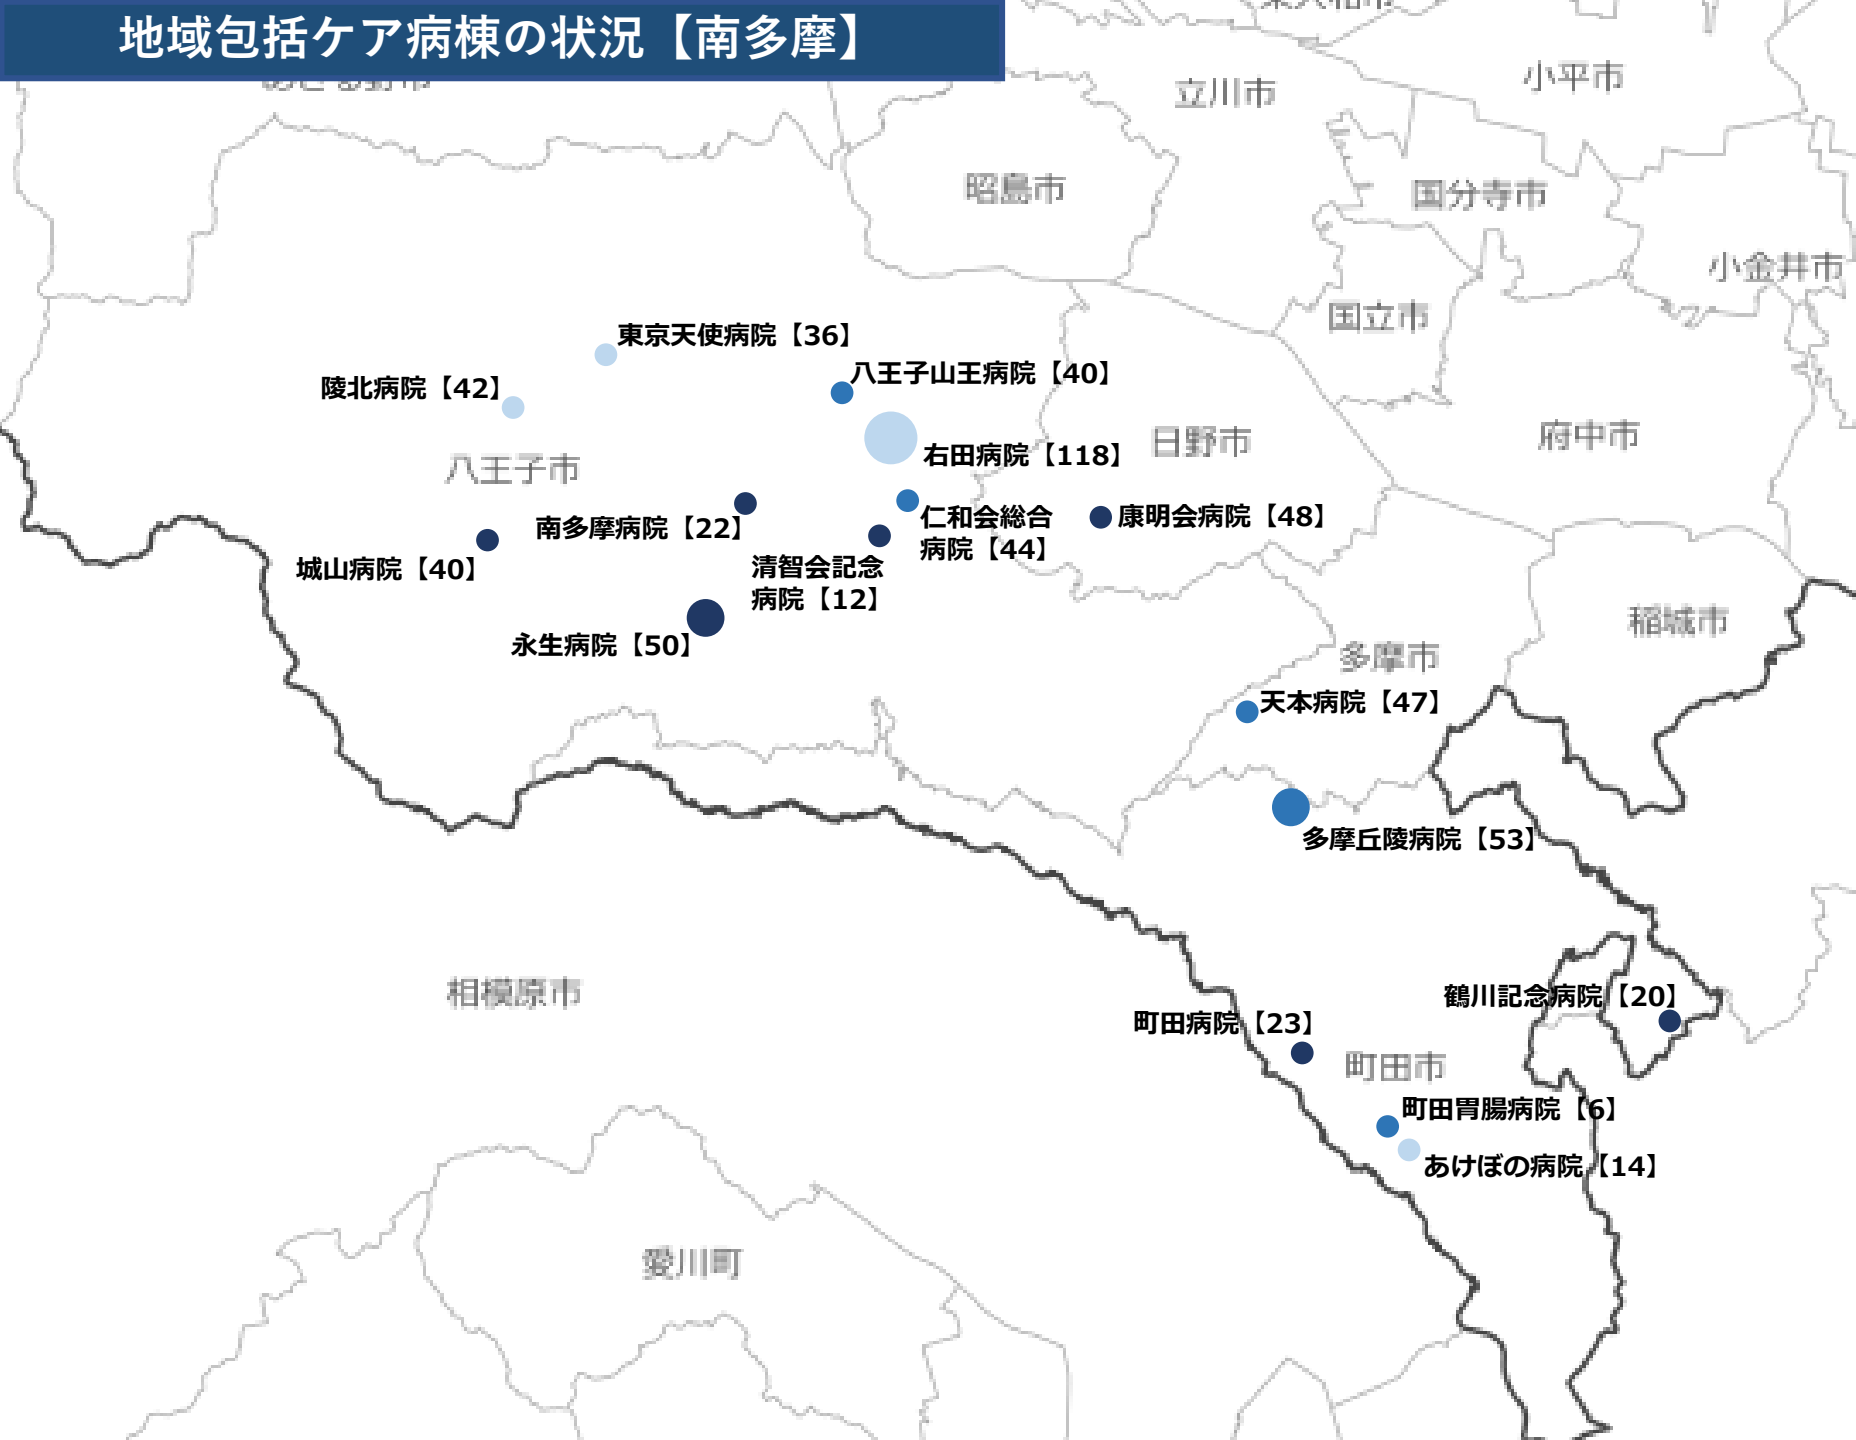 地域包括ケア病棟の状況【南多摩】
立川市
小平市
昭島市
国分寺市
小金井市
国立市
東京天使病院【36】
八王子山王病院【40】
陵北病院【42】
日野市
府中市
右田病院【118】
八王子市
南多摩病院【22】
仁和会総合
病院【44】
康明会病院【48】
城山病院【40】
清智会記念
病院【12】
永生病院【50】
稲城市
多摩市
天本病院【47】
多摩丘陵病院【53】
相模原市
鶴川記念病院【20】
町田病院【23】
町田市
町田胃腸病院【6】
あけぼの病院【14】
愛川町